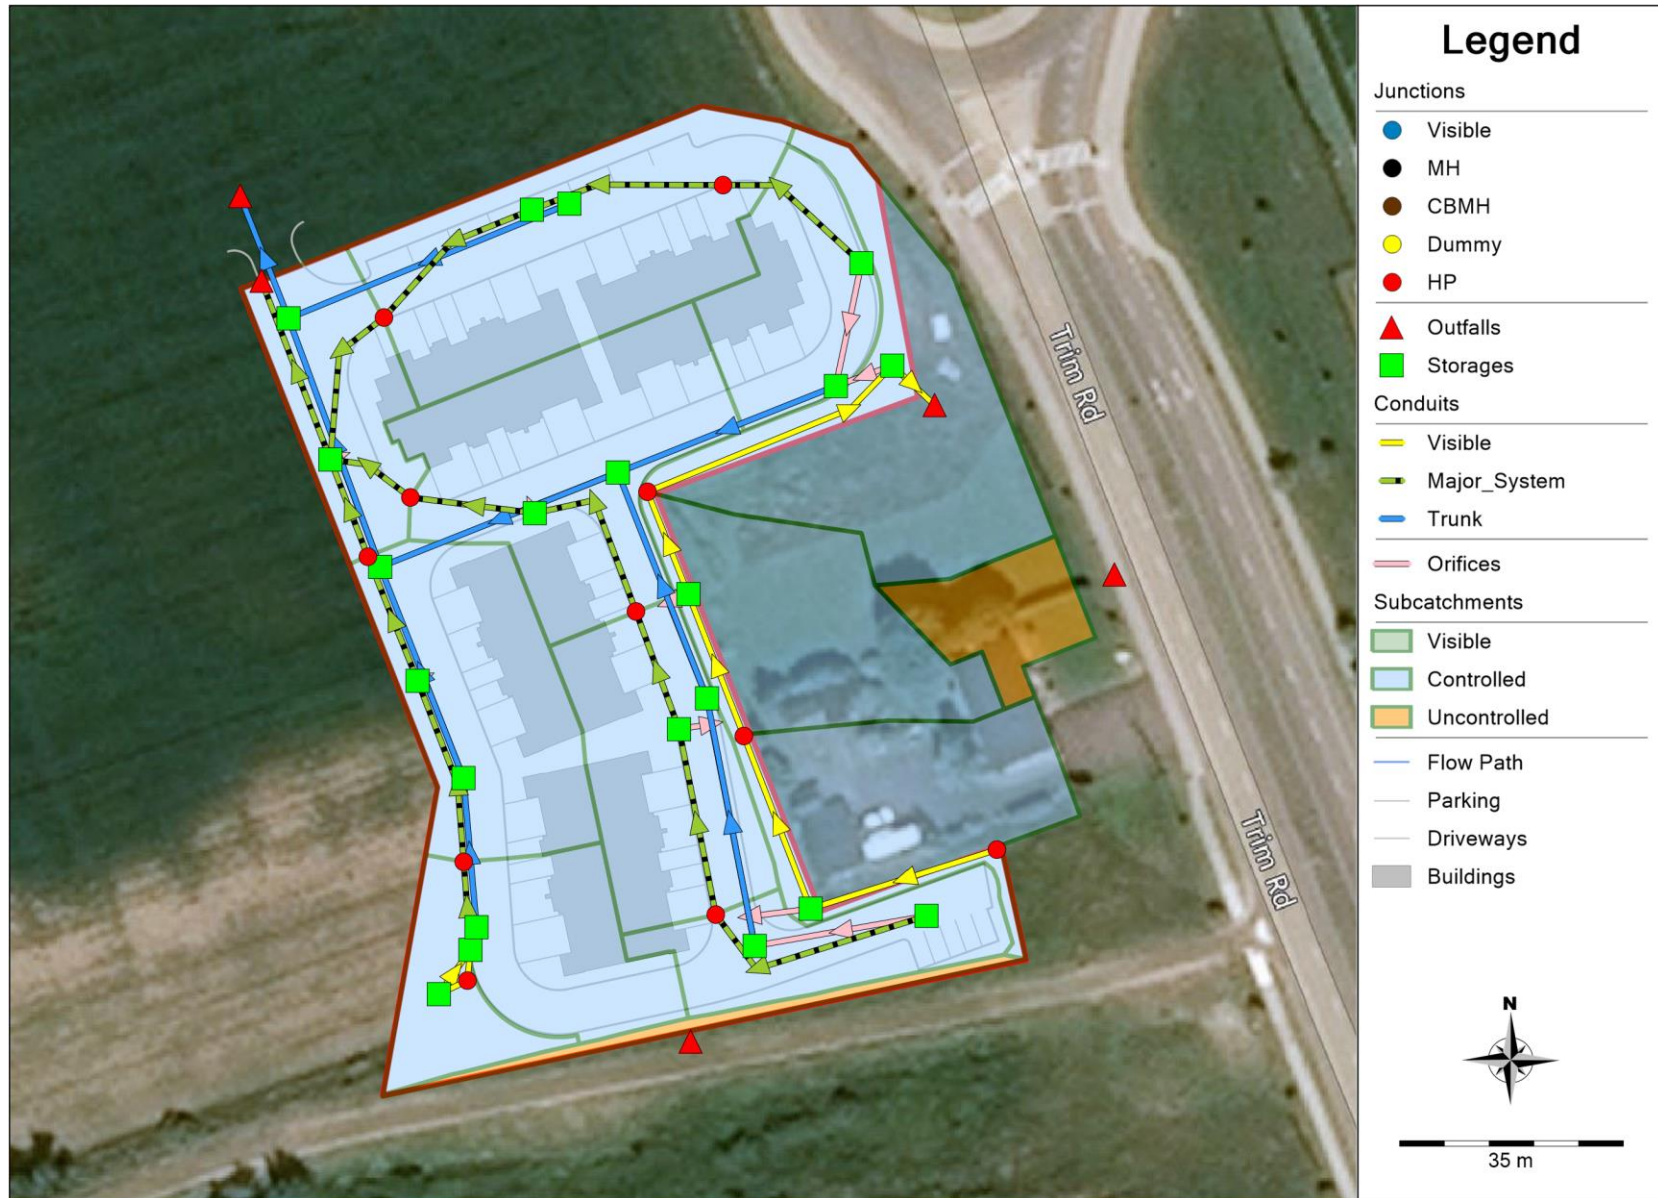 Trim Rd
Trim Rd
Legend
Junctions
Visible
MH
CBMH
Dummy
HP
Outfalls
Storages
Conduits
Visible
Major_System
Trunk
Orifices
Subcatchments
Visible
Controlled
Uncontrolled
Flow Path
Parking
Driveways
Buildings
N
35 m